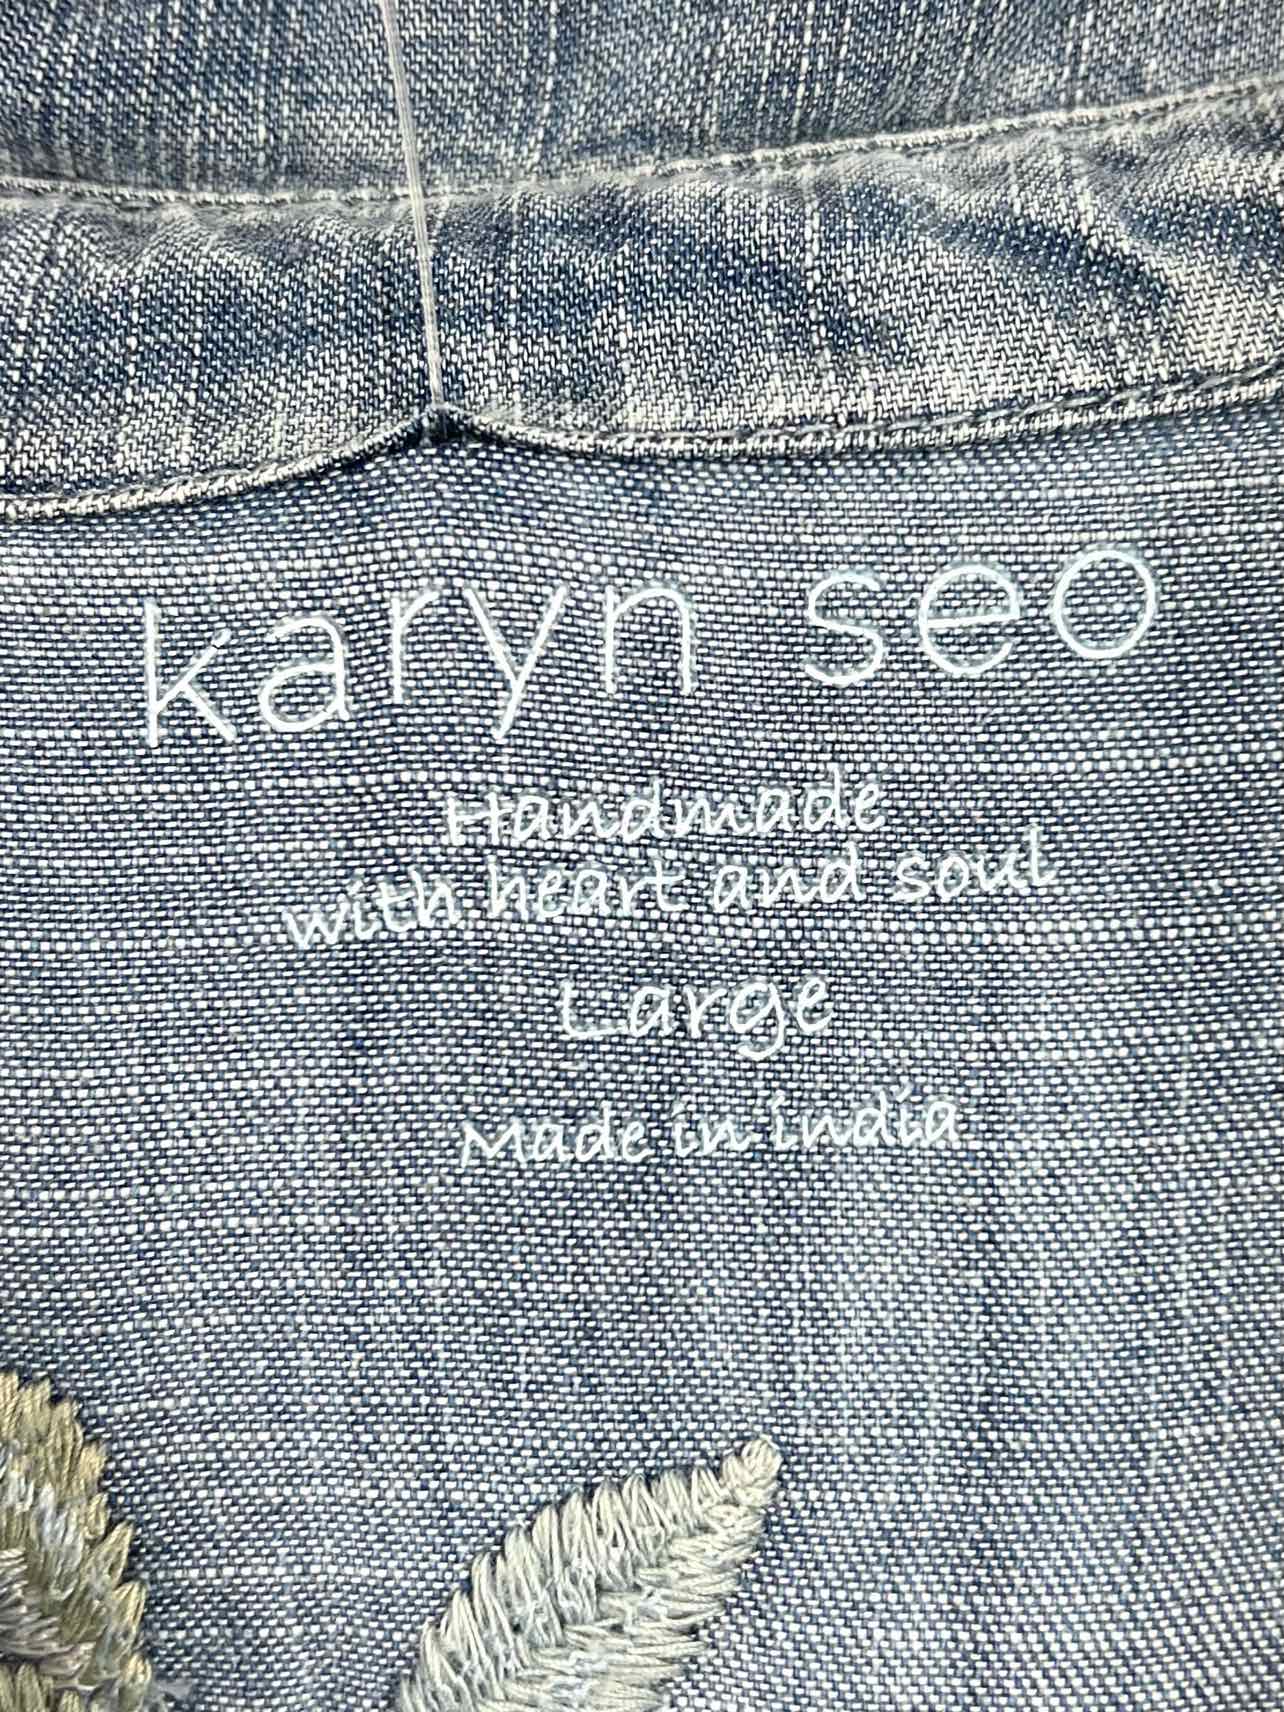 karyn seo
Handmade
with heart and soul
Large
Made in india